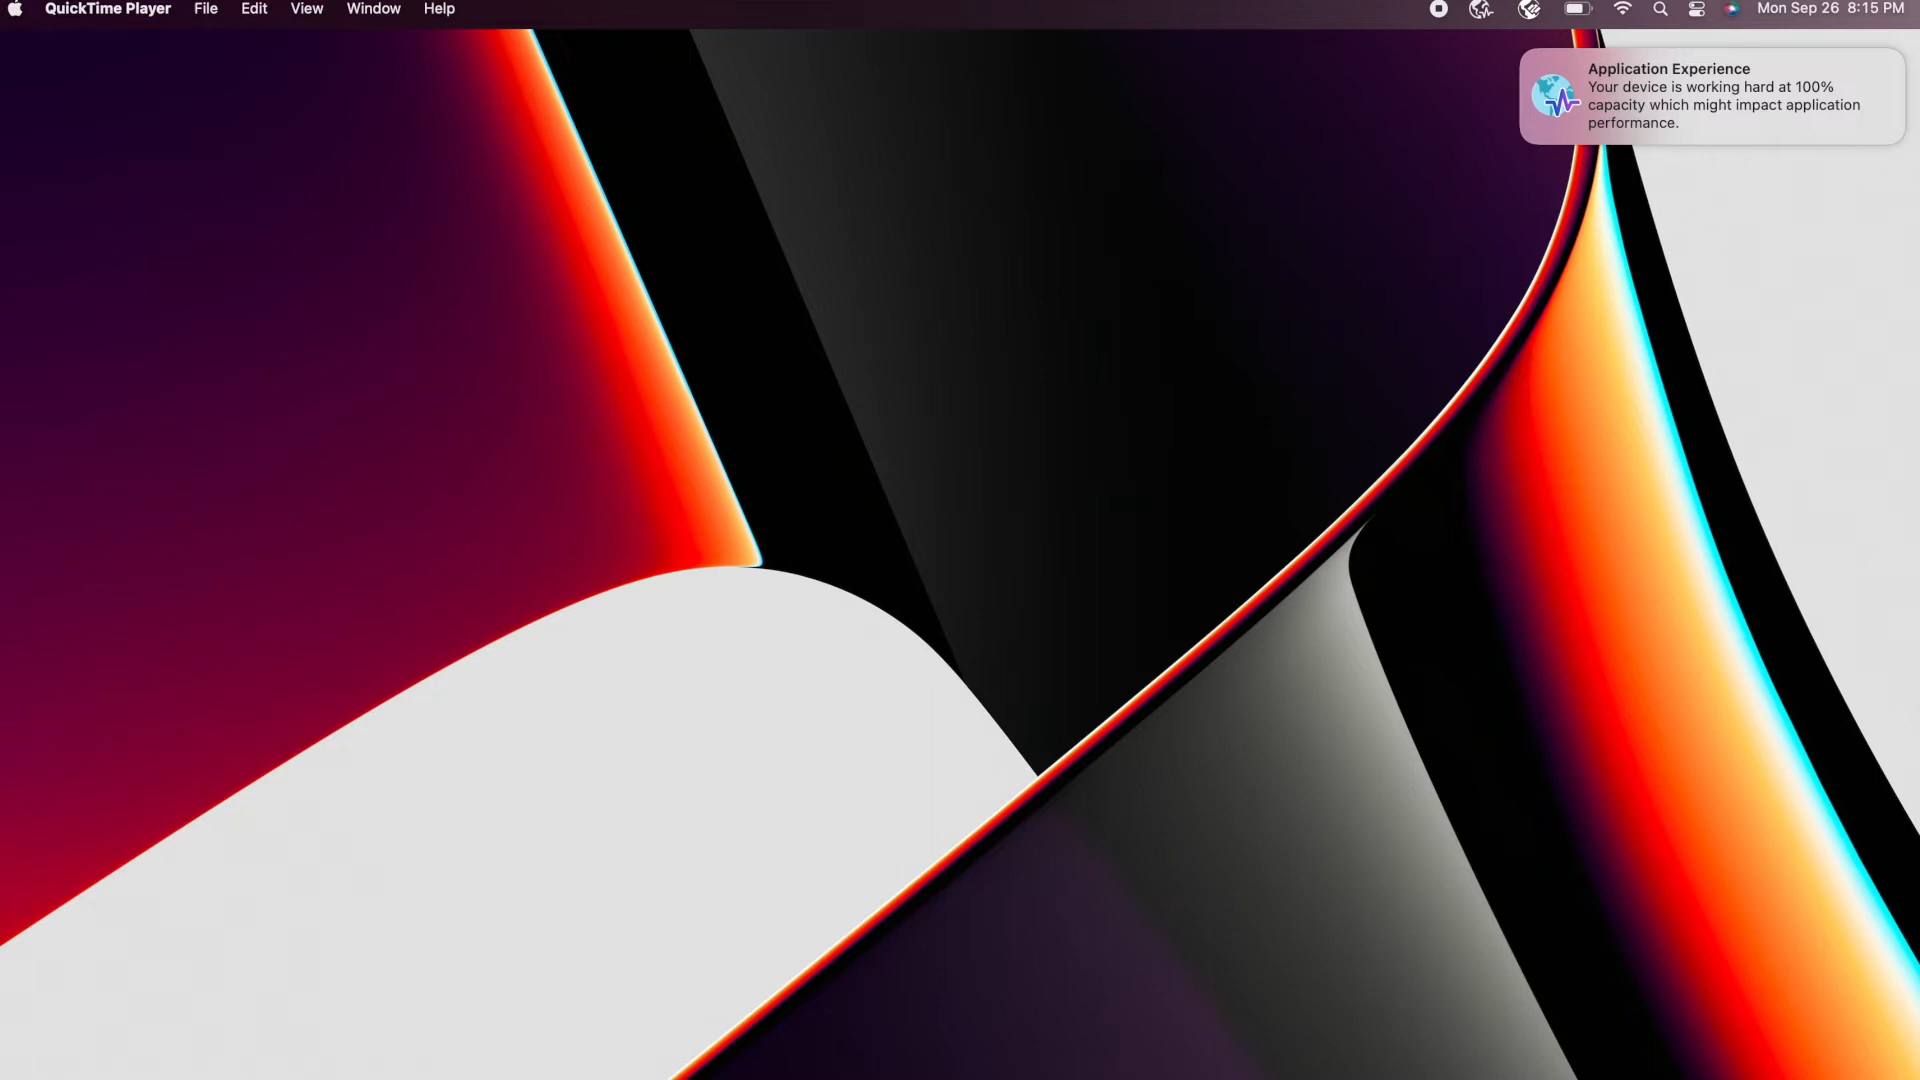 QuickTime Player File Edit View Window Help Mon Sep 26 8:15 PM
Application Experience
Your device is working hard at 100%
capacity which might impact application
performance.